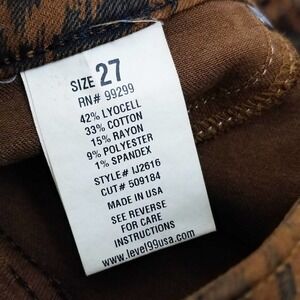 SIZE 27
RN# 99299
42% LYOCELL
33% COTTON
15% RAYON
9% POLYESTER
1% SPANDEX
STYLE# IJ2616
CUT# 509184
MADE IN USA
SEE REVERSE
FOR CARE
INSTRUCTIONS
www.level99usa.com